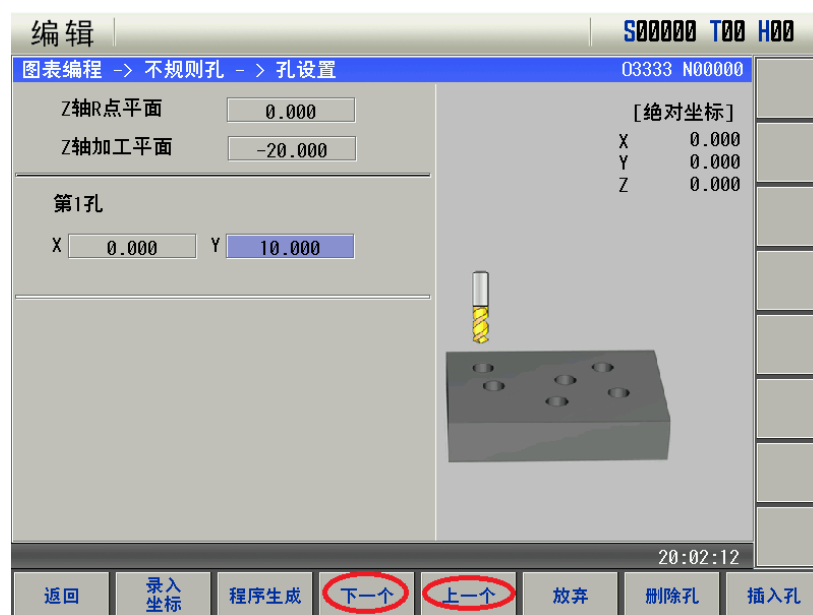 编辑 S00000 T00 H00
图表编程 -> 不规则孔 - > 孔设置 O3333 N00000
Z轴R点平面 0.000
[绝对坐标]
Z轴加工平面 -20.000
X 0.000
Y 0.000
Z 0.000
第1孔
X 0.000 Y 10.000
20:02:12
返回 录入坐标 程序生成 下一个 上一个 放弃 删除孔 插入孔